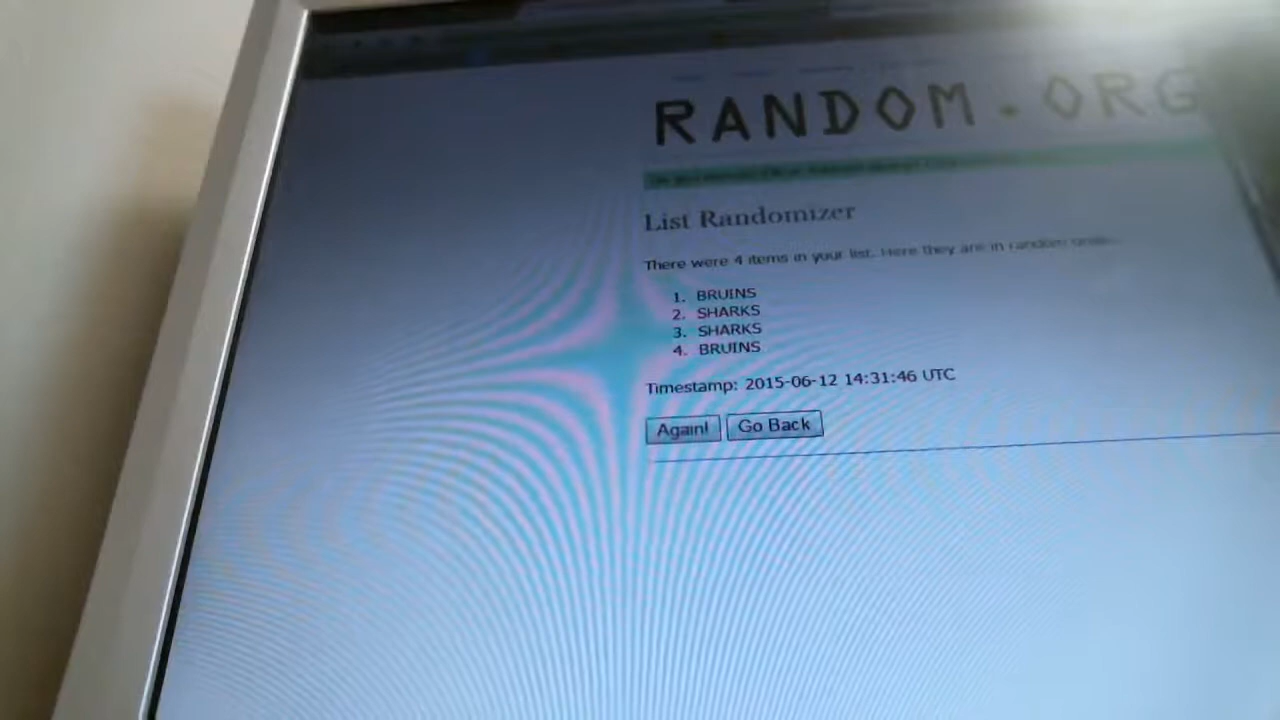 RANDOM.ORG
List Randomizer
There were 4 items in your list. Here they are in random order:
1. BRUINS
2. SHARKS
3. SHARKS
4. BRUINS
Timestamp: 2015-06-12 14:31:46 UTC
Again! Go Back